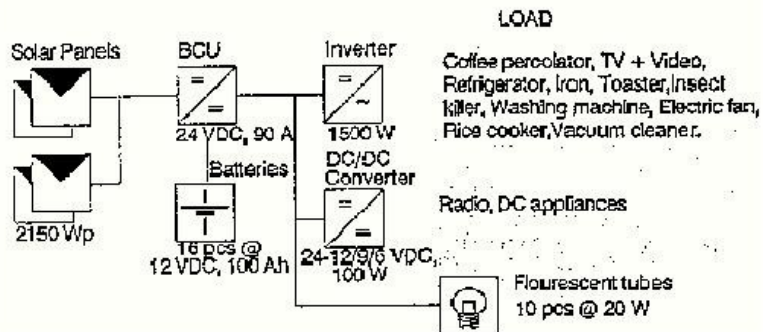 LOAD
Solar Panels
BCU
Inverter
Coffee percolator, TV + Video,
Refrigerator, Iron, Toaster,Insect
killer, Washing machine, Electric fan,
Rice cooker,Vacuum cleaner.
24 VDC, 90 A
1500 W
Batteries
DC/DC
Converter
Radio, DC appliances
2150 Wp
16 pcs @
12 VDC, 100 Ah
24-12/9/6 VDC,
100 W
Flourescent tubes
10 pcs @ 20 W